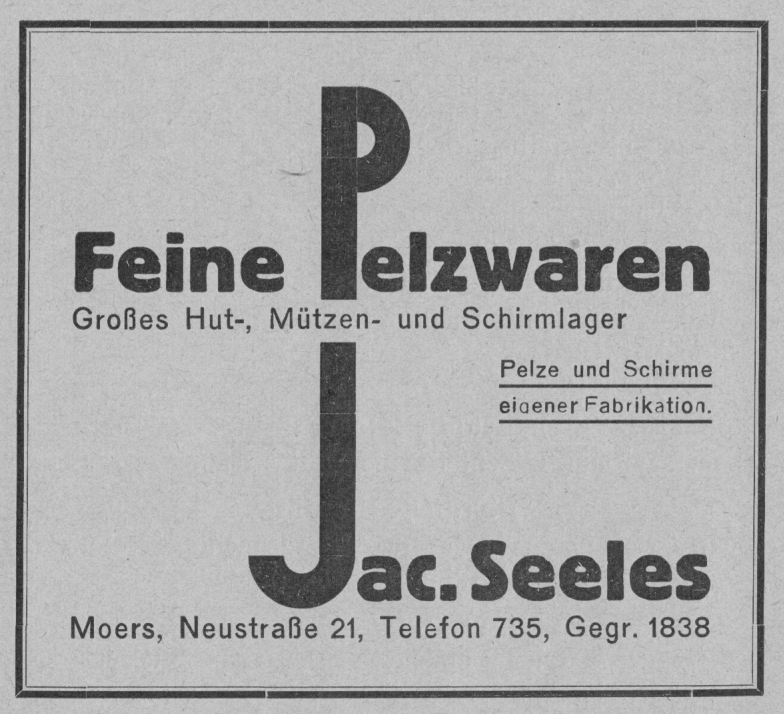 Feine Pelzwaren
Großes Hut-, Mützen- und Schirmlager
Pelze und Schirme
eigener Fabrikation.
Jac. Seeles
Moers, Neustraße 21, Telefon 735, Gegr. 1838